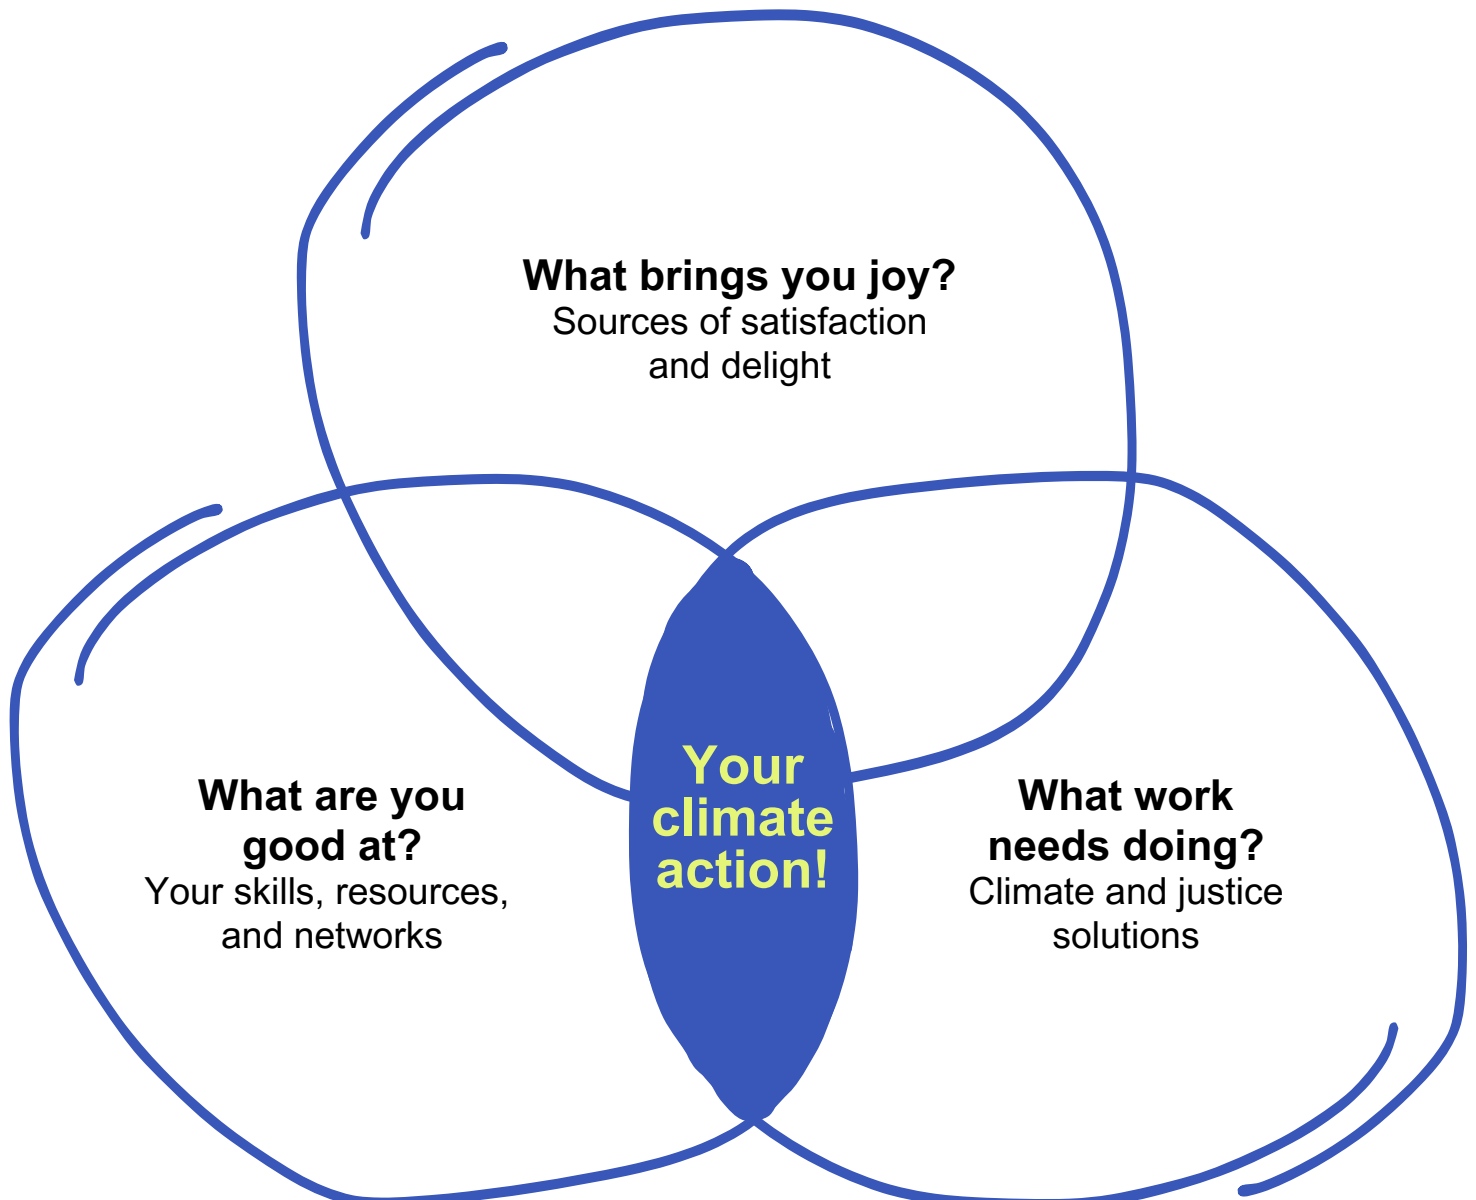 What brings you joy?
Sources of satisfaction
and delight
What are you
good at?
Your skills, resources,
and networks
Your
climate
action!
What work
needs doing?
Climate and justice
solutions